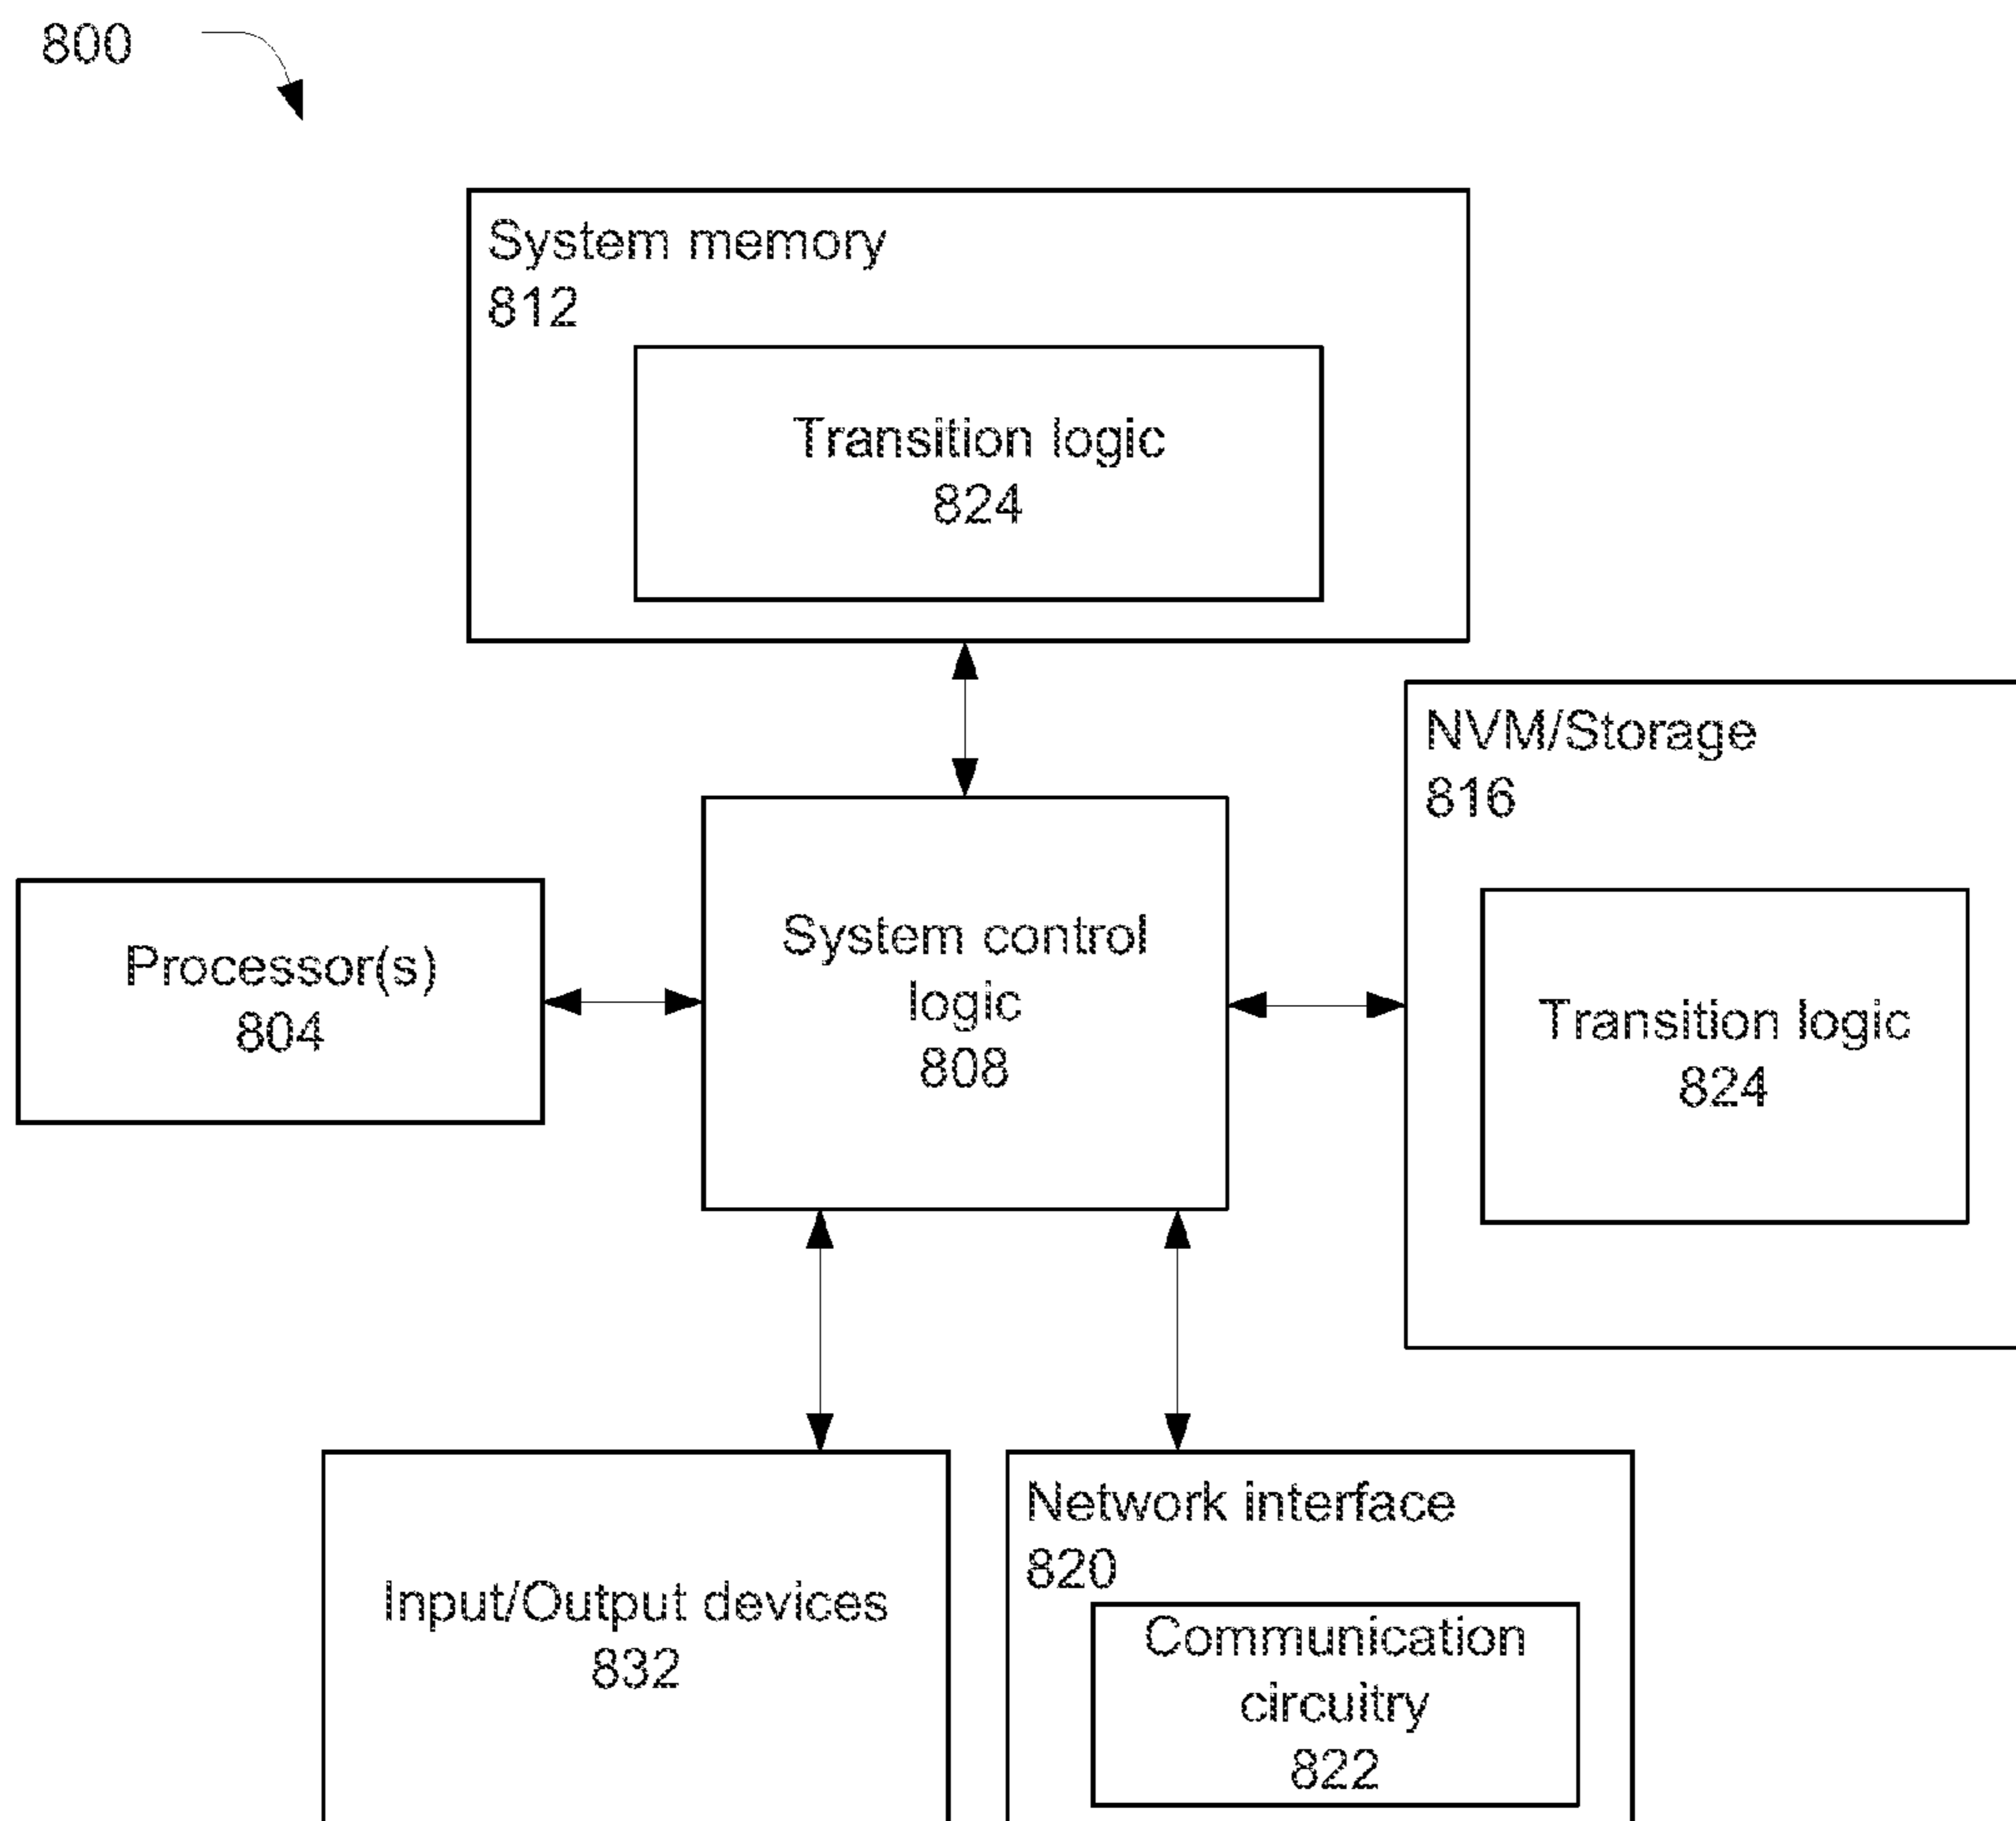 800
System memory
812
Transition logic
824
NVM/Storage
816
Transition logic
824
System control
logic
808
Processor(s)
804
Input/Output devices
832
Network interface
820
Communication
circuitry
822